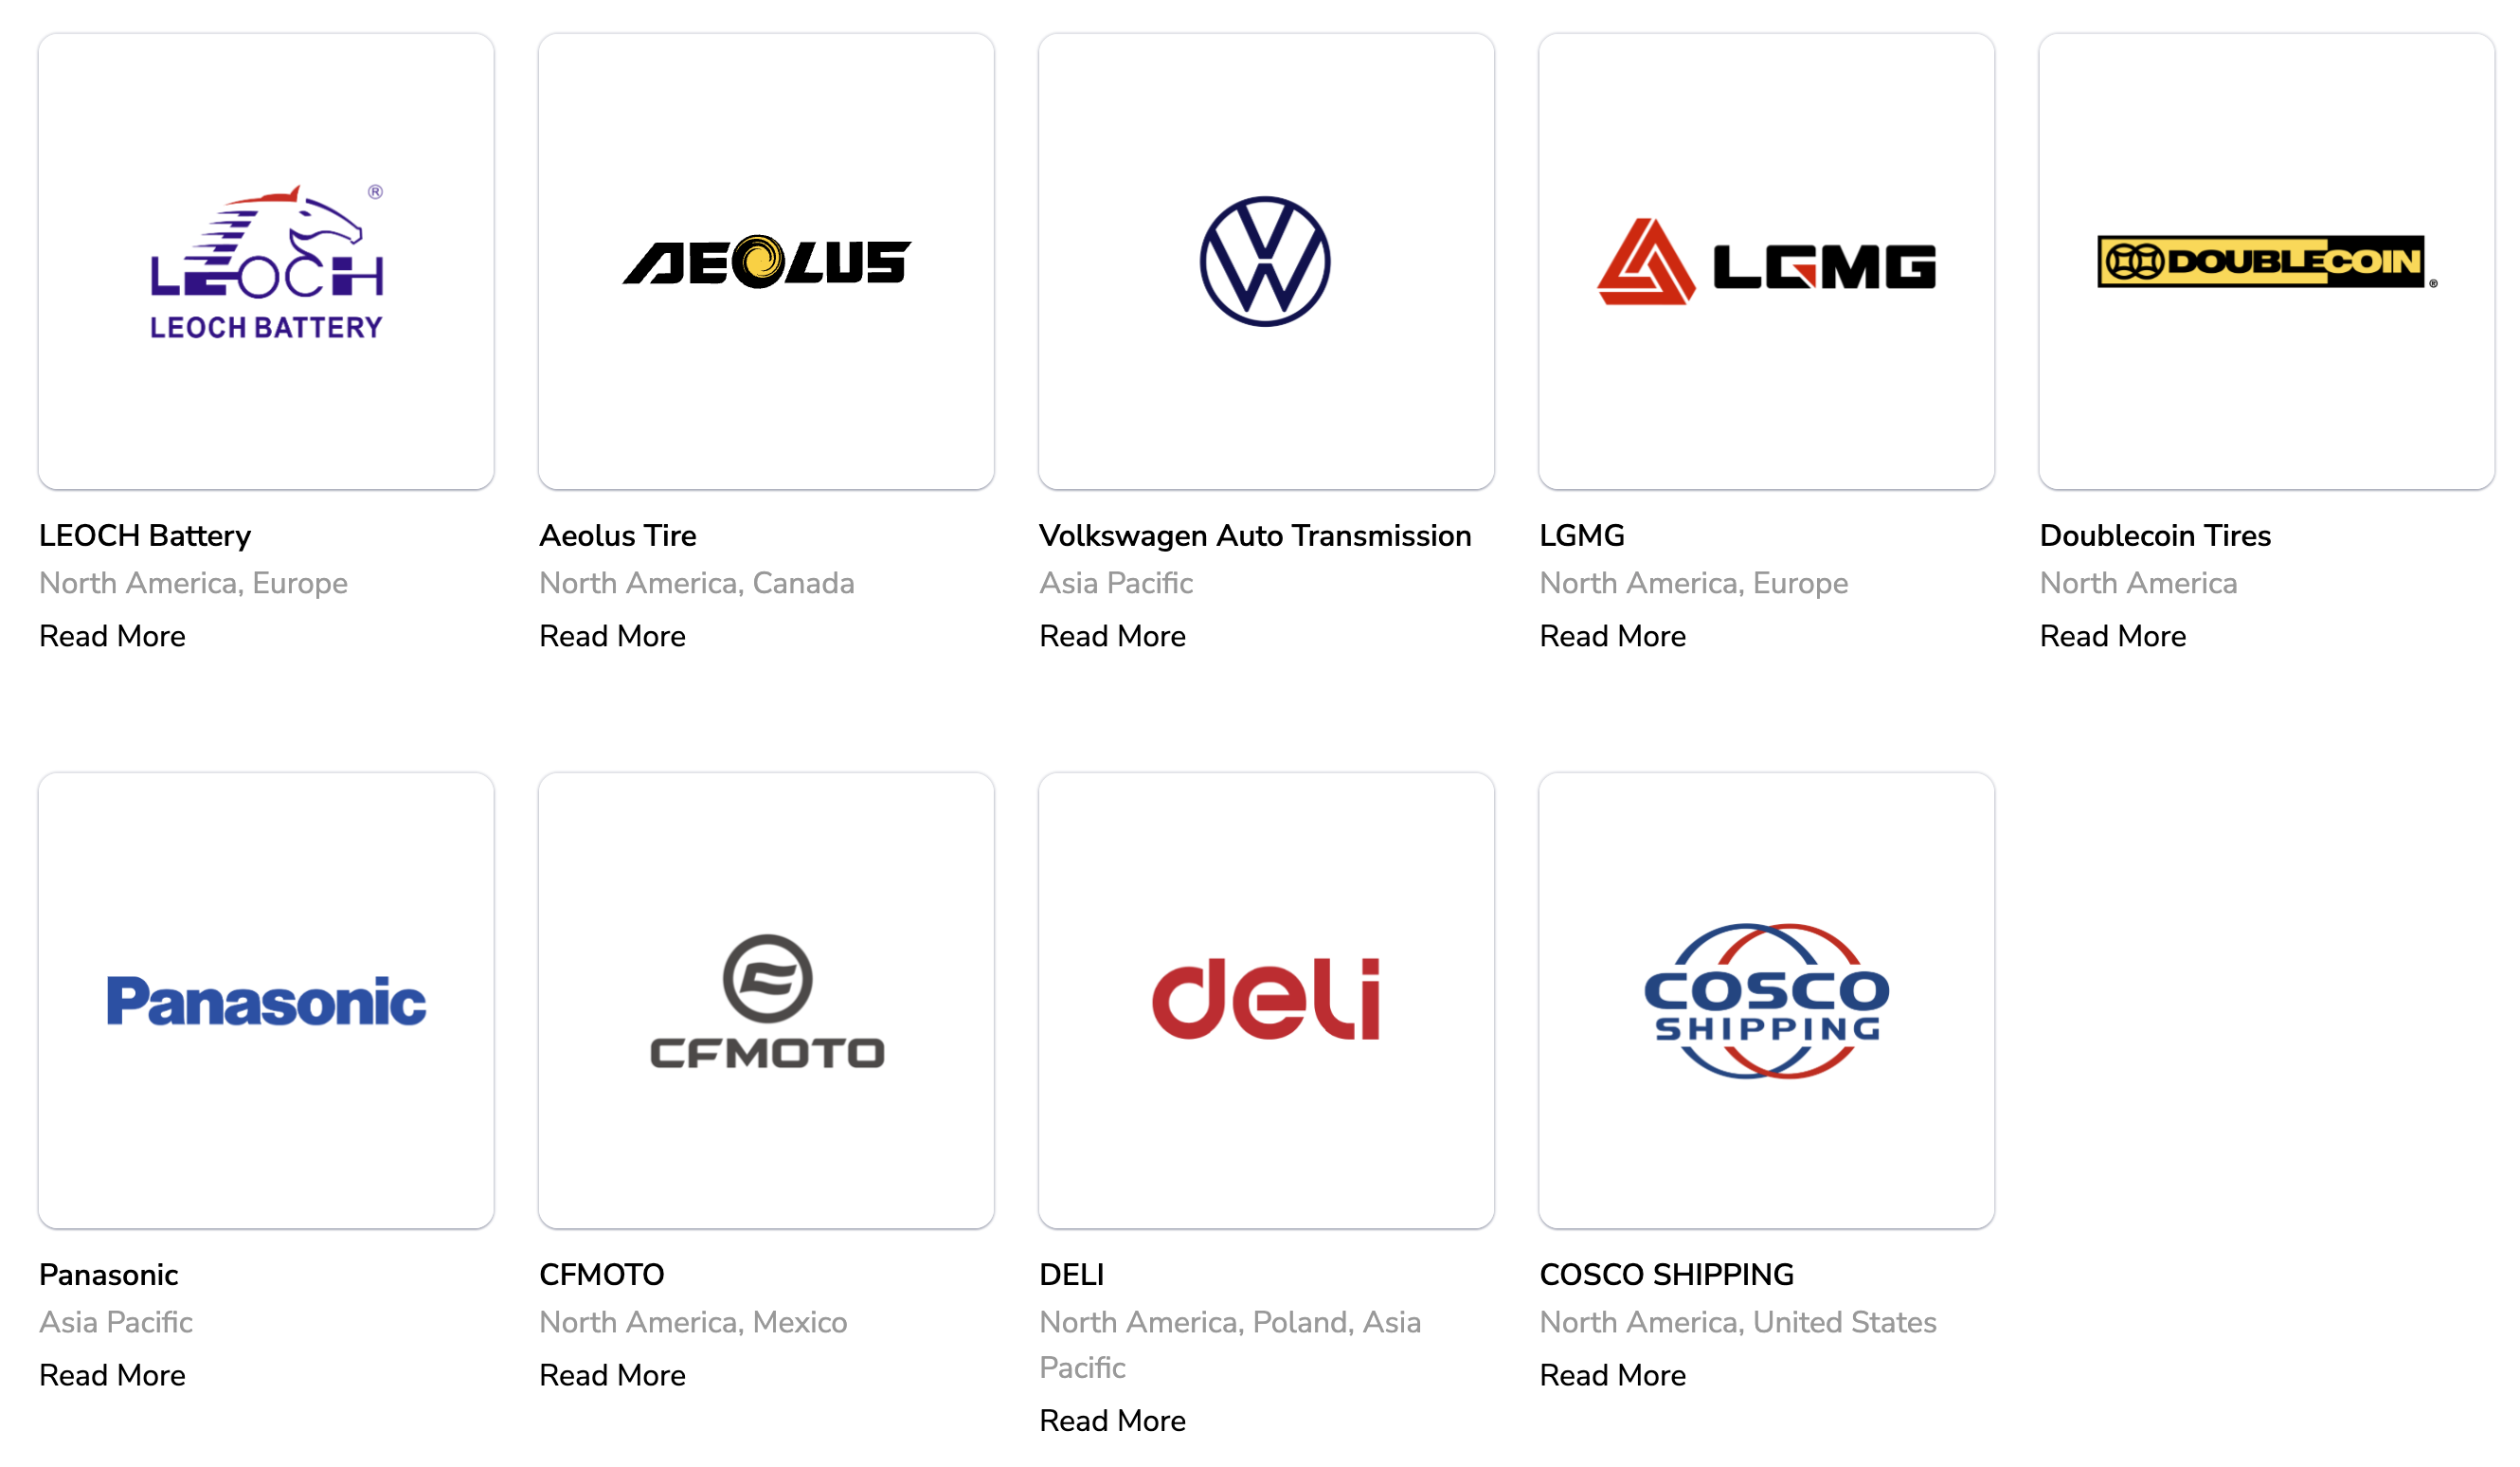 LEOCH ®
LEOCH BATTERY
AEOLUS
LGMG
DOUBLECOIN ®
LEOCH Battery
North America, Europe
Read More
Aeolus Tire
North America, Canada
Read More
Volkswagen Auto Transmission
Asia Pacific
Read More
LGMG
North America, Europe
Read More
Doublecoin Tires
North America
Read More
Panasonic
CFMOTO
deli
COSCO
SHIPPING
Panasonic
Asia Pacific
Read More
CFMOTO
North America, Mexico
Read More
DELI
North America, Poland, Asia
Pacific
Read More
COSCO SHIPPING
North America, United States
Read More